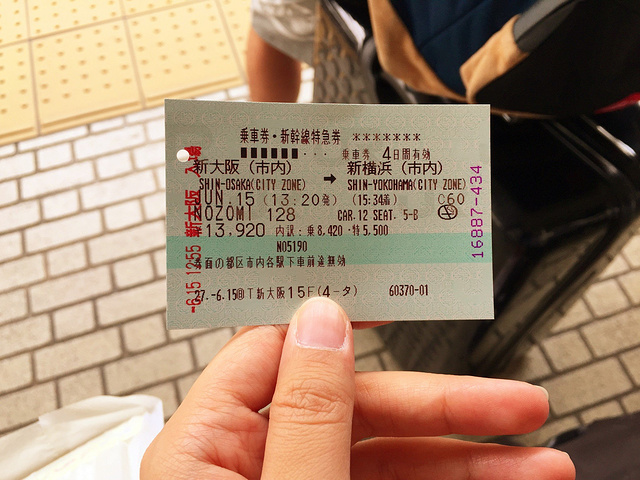 乗車券・新幹線特急券 *******
■■■■■■・・・ 乗車券 4日間有効
新大阪（市内） → 新横浜（市内）
SHIN-OSAKA(CITY ZONE) SHIN-YOKOHAMA(CITY ZONE)
JUN.15 (13:20発) (15:34着) C60
NOZOMI 128 CAR.12 SEAT. 5-B
13,920 内訳:乗8,420・特5,500
N05190
券面の都区市内各駅下車前途無効
27.-6.15 T新大阪15F(4-タ) 60370-01
-6.15 12:55 新大阪 入場
16887-434